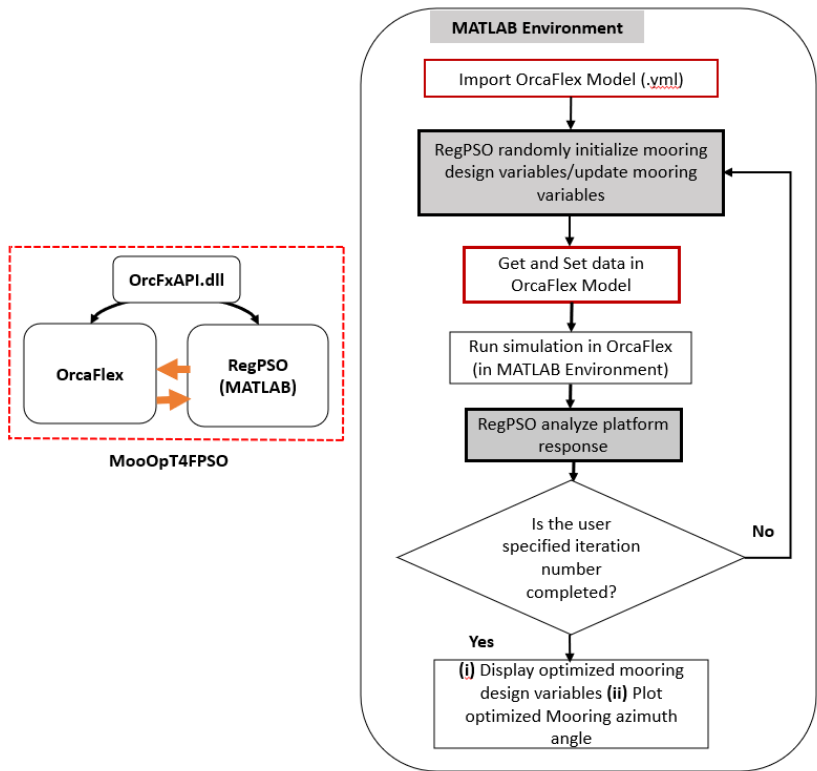 MATLAB Environment
Import OrcaFlex Model (.yml)
RegPSO randomly initialize mooring
design variables/update mooring
variables
Get and Set data in
OrcaFlex Model
Run simulation in OrcaFlex
(in MATLAB Environment)
RegPSO analyze platform
response
Is the user
specified iteration
number
completed?
No
Yes
(i) Display optimized mooring
design variables (ii) Plot
optimized Mooring azimuth
angle
OrcFxAPI.dll
OrcaFlex
RegPSO
(MATLAB)
MooOpT4FPSO